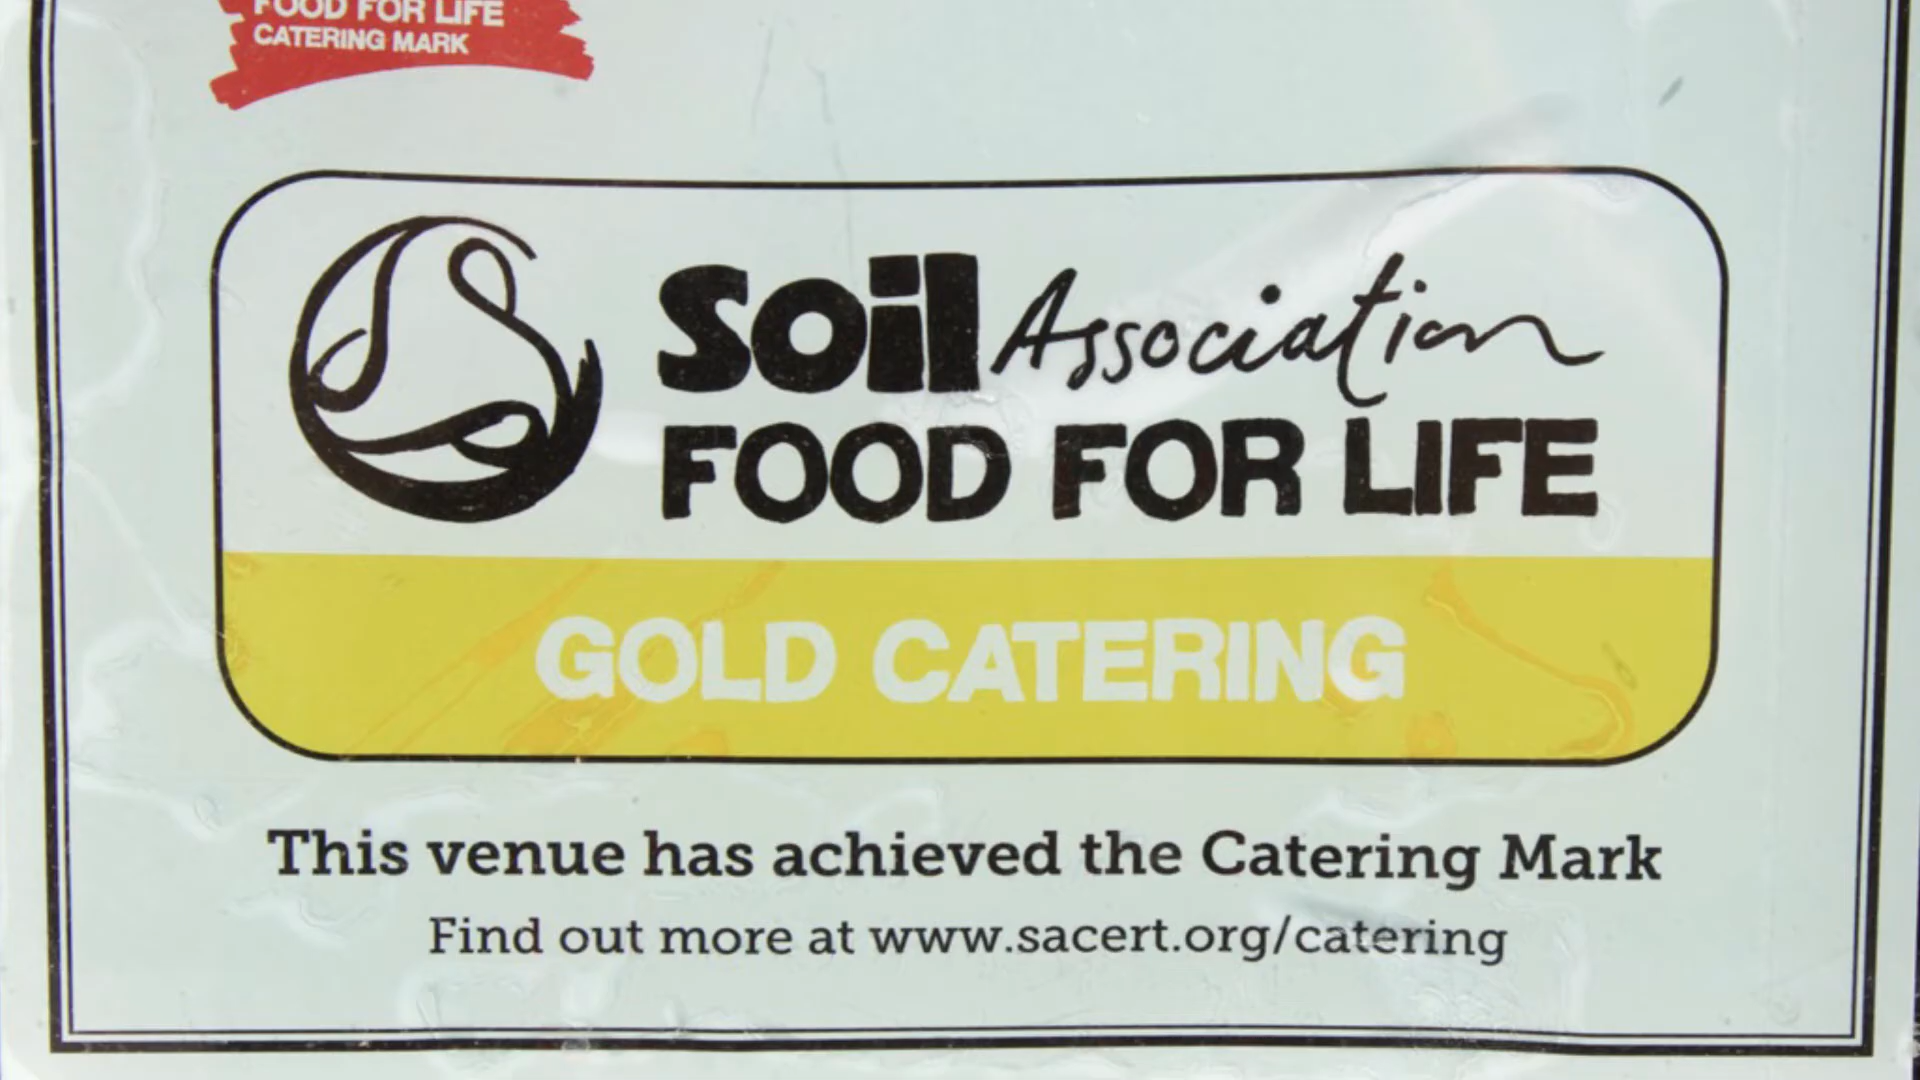 FOOD FOR LIFE
CATERING MARK
Soil Association
FOOD FOR LIFE
GOLD CATERING
This venue has achieved the Catering Mark
Find out more at www.sacert.org/catering